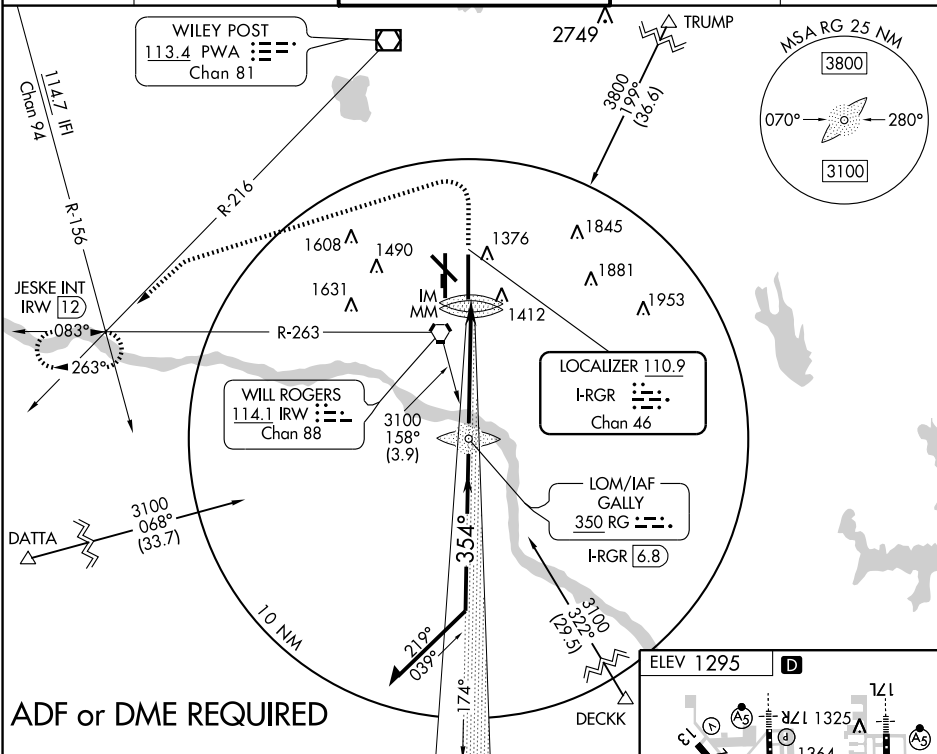 2749
TRUMP
WILEY POST
113.4 PWA
Chan 81
MSA RG 25 NM
3800
070°
280°
3100
114.7 IFI
Chan 94
R-156
R-216
3800
199°
(36.6)
1608
1490
1376
1845
1881
1631
1953
1412
IM
MM
JESKE INT
IRW 12
083°
263°
R-263
LOCALIZER 110.9
I-RGR
Chan 46
WILL ROGERS
114.1 IRW
Chan 88
3100
158°
(3.9)
LOM/IAF
GALLY
350 RG
I-RGR 6.8
3100
068°
(33.7)
DATTA
354°
3100
322°
(29.5)
10 NM
219°
039°
174°
DECKK
ADF or DME REQUIRED
ELEV 1295
D
17L
A5
17R
1325
V
P
A5
13
1364